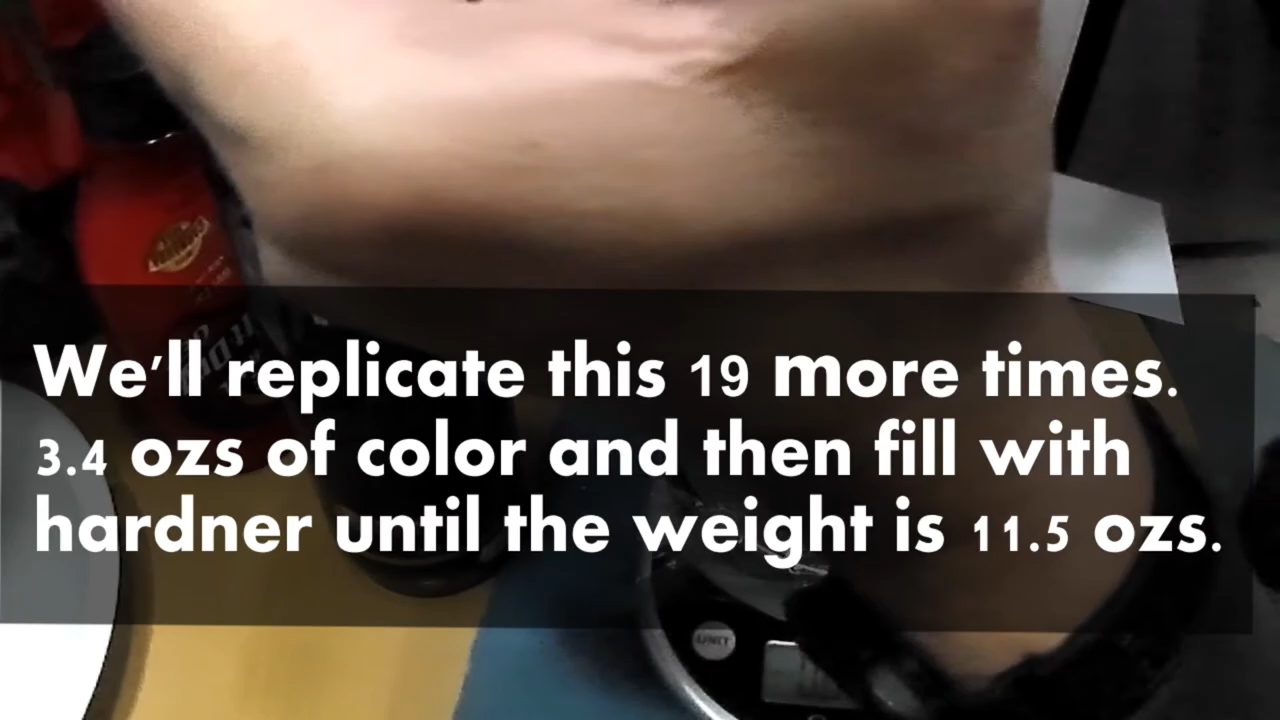 We'll replicate this 19 more times.
3.4 ozs of color and then fill with
hardner until the weight is 11.5 ozs.
UNIT